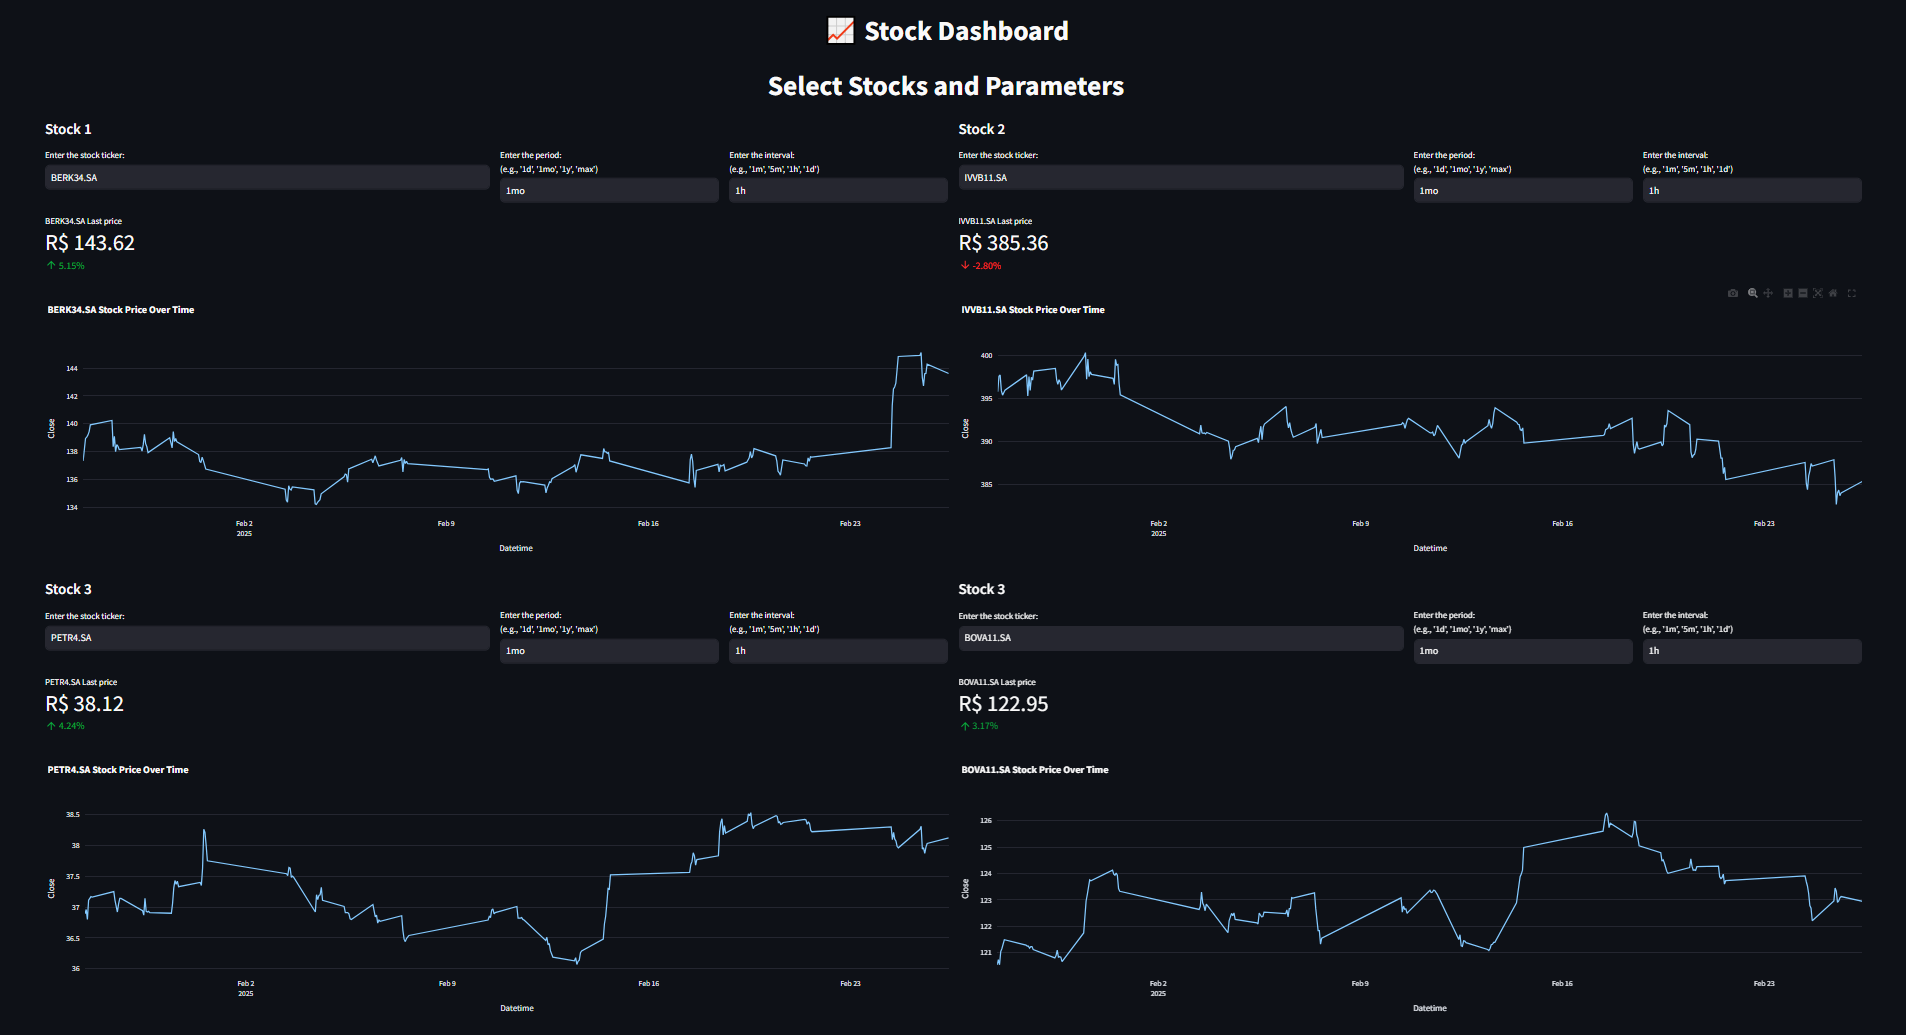 📈 Stock Dashboard
Select Stocks and Parameters
Stock 1
Enter the stock ticker:
BERK34.SA
Enter the period:
(e.g., '1d', '1mo', '1y', 'max')
1mo
Enter the interval:
(e.g., '1m', '5m', '1h', '1d')
1h
BERK34.SA Last price
R$ 143.62
↑ 5.15%
BERK34.SA Stock Price Over Time
144
142
140
138
136
134
Close
Feb 2
2025
Feb 9
Feb 16
Feb 23
Datetime
Stock 2
Enter the stock ticker:
IVVB11.SA
Enter the period:
(e.g., '1d', '1mo', '1y', 'max')
1mo
Enter the interval:
(e.g., '1m', '5m', '1h', '1d')
1h
IVVB11.SA Last price
R$ 385.36
↓ -2.80%
IVVB11.SA Stock Price Over Time
400
395
390
385
Close
Feb 2
2025
Feb 9
Feb 16
Feb 23
Datetime
Stock 3
Enter the stock ticker:
PETR4.SA
Enter the period:
(e.g., '1d', '1mo', '1y', 'max')
1mo
Enter the interval:
(e.g., '1m', '5m', '1h', '1d')
1h
PETR4.SA Last price
R$ 38.12
↑ 4.24%
PETR4.SA Stock Price Over Time
38.5
38
37.5
37
36.5
36
Close
Feb 2
2025
Feb 9
Feb 16
Feb 23
Datetime
Stock 3
Enter the stock ticker:
BOVA11.SA
Enter the period:
(e.g., '1d', '1mo', '1y', 'max')
1mo
Enter the interval:
(e.g., '1m', '5m', '1h', '1d')
1h
BOVA11.SA Last price
R$ 122.95
↑ 3.17%
BOVA11.SA Stock Price Over Time
126
125
124
123
122
121
Close
Feb 2
2025
Feb 9
Feb 16
Feb 23
Datetime